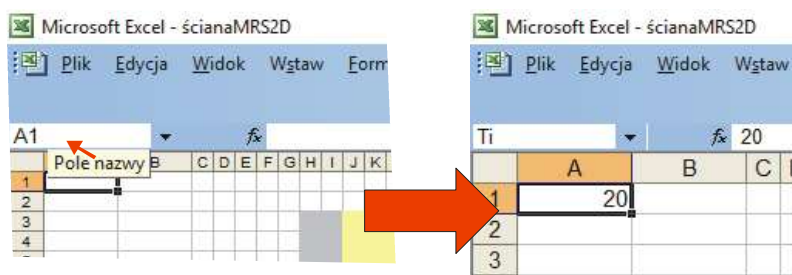 Microsoft Excel - ścianaMRS2D
Plik Edycja Widok Wstaw Form
A1 fx
Pole nazwy B C D E F G H I J K
1
2
3
4
Microsoft Excel - ścianaMRS2D
Plik Edycja Widok Wstaw
Ti fx 20
A B C
1 20
2
3